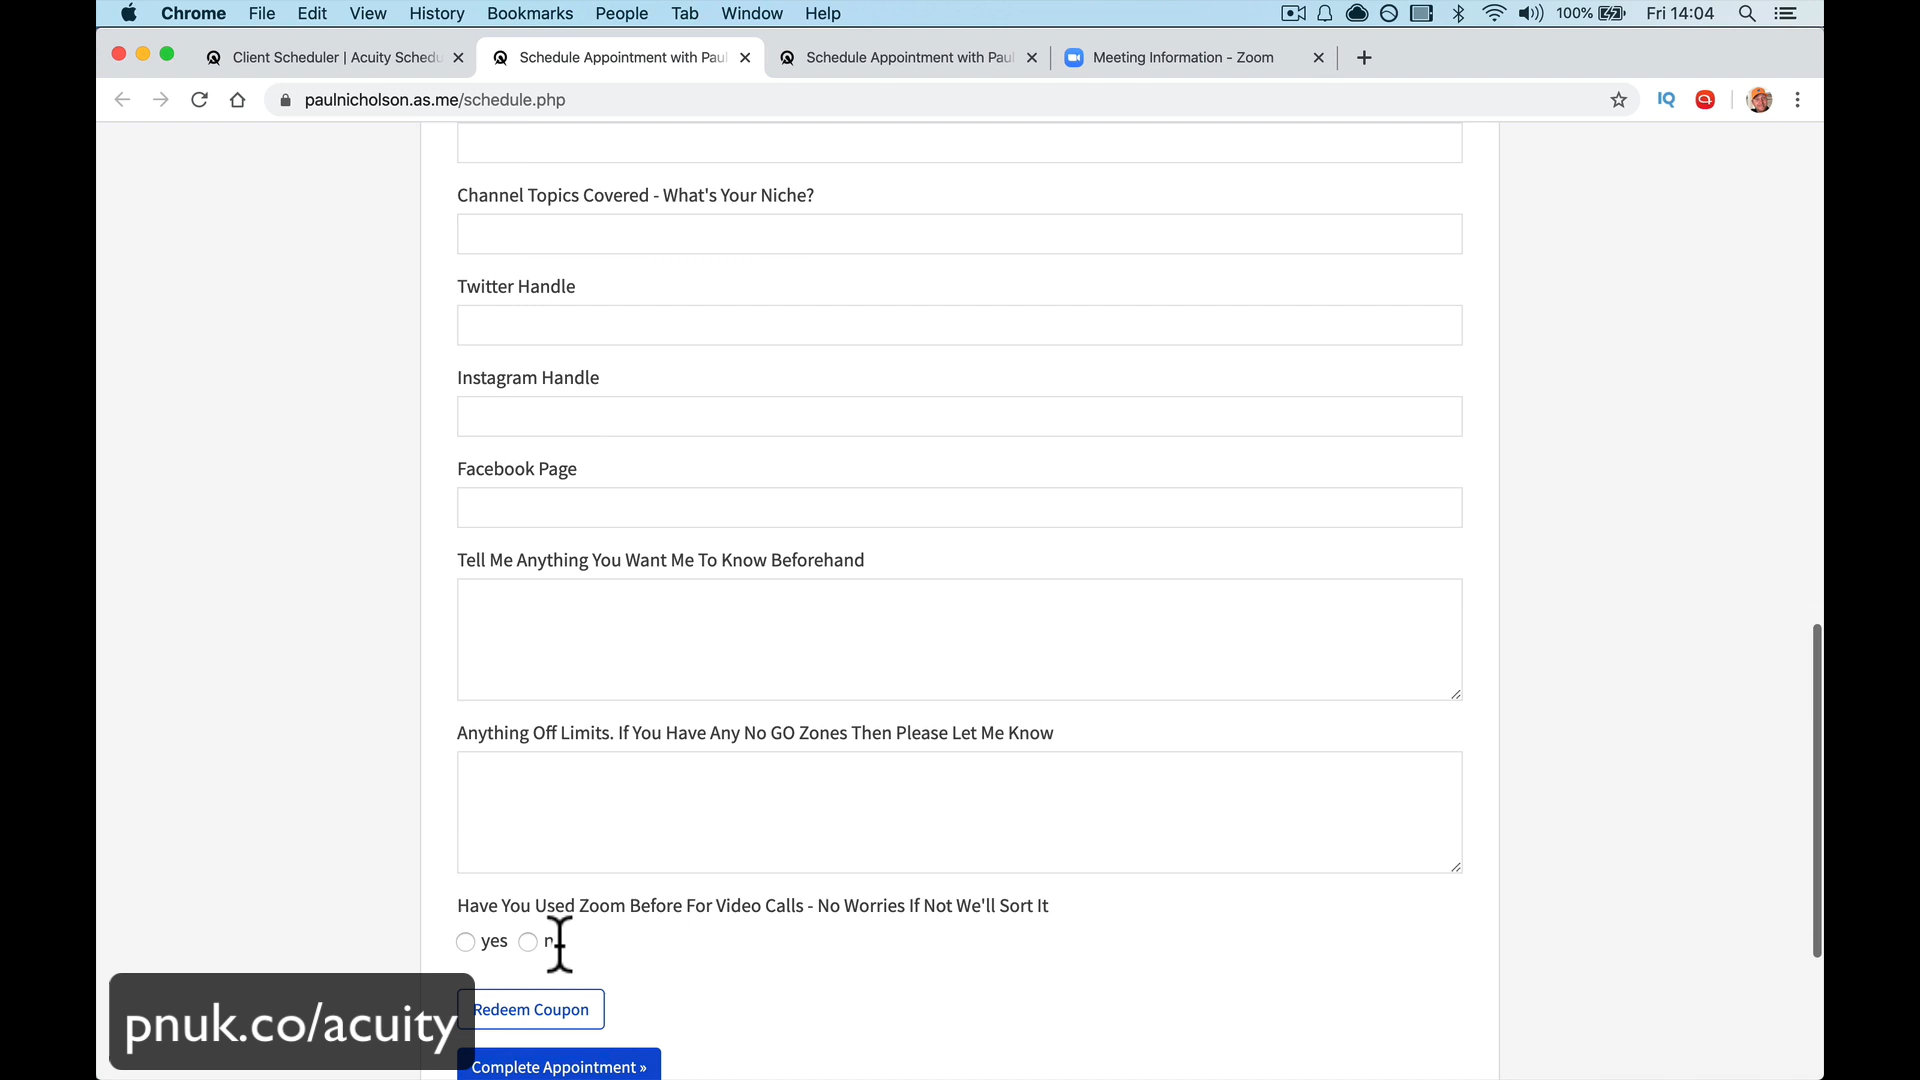 Chrome File Edit View History Bookmarks People Tab Window Help 100% Fri 14:04
Client Scheduler | Acuity Schedu Schedule Appointment with Paul Schedule Appointment with Paul Meeting Information - Zoom
paulnicholson.as.me/schedule.php IQ
Channel Topics Covered - What's Your Niche?
Twitter Handle
Instagram Handle
Facebook Page
Tell Me Anything You Want Me To Know Beforehand
Anything Off Limits. If You Have Any No GO Zones Then Please Let Me Know
Have You Used Zoom Before For Video Calls - No Worries If Not We'll Sort It
yes
Redeem Coupon
pnuk.co/acuity
Complete Appointment »